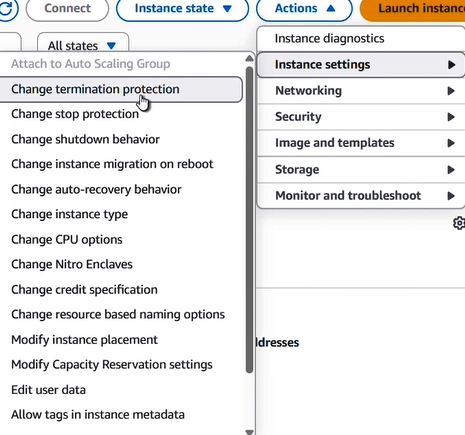 Connect
Instance state
Actions
Launch instanc
All states
Instance diagnostics
Instance settings
Networking
Security
Image and templates
Storage
Monitor and troubleshoot
Attach to Auto Scaling Group
Change termination protection
Change stop protection
Change shutdown behavior
Change instance migration on reboot
Change auto-recovery behavior
Change instance type
Change CPU options
Change Nitro Enclaves
Change credit specification
Change resource based naming options
Modify instance placement
Modify Capacity Reservation settings
Edit user data
Allow tags in instance metadata
ddresses